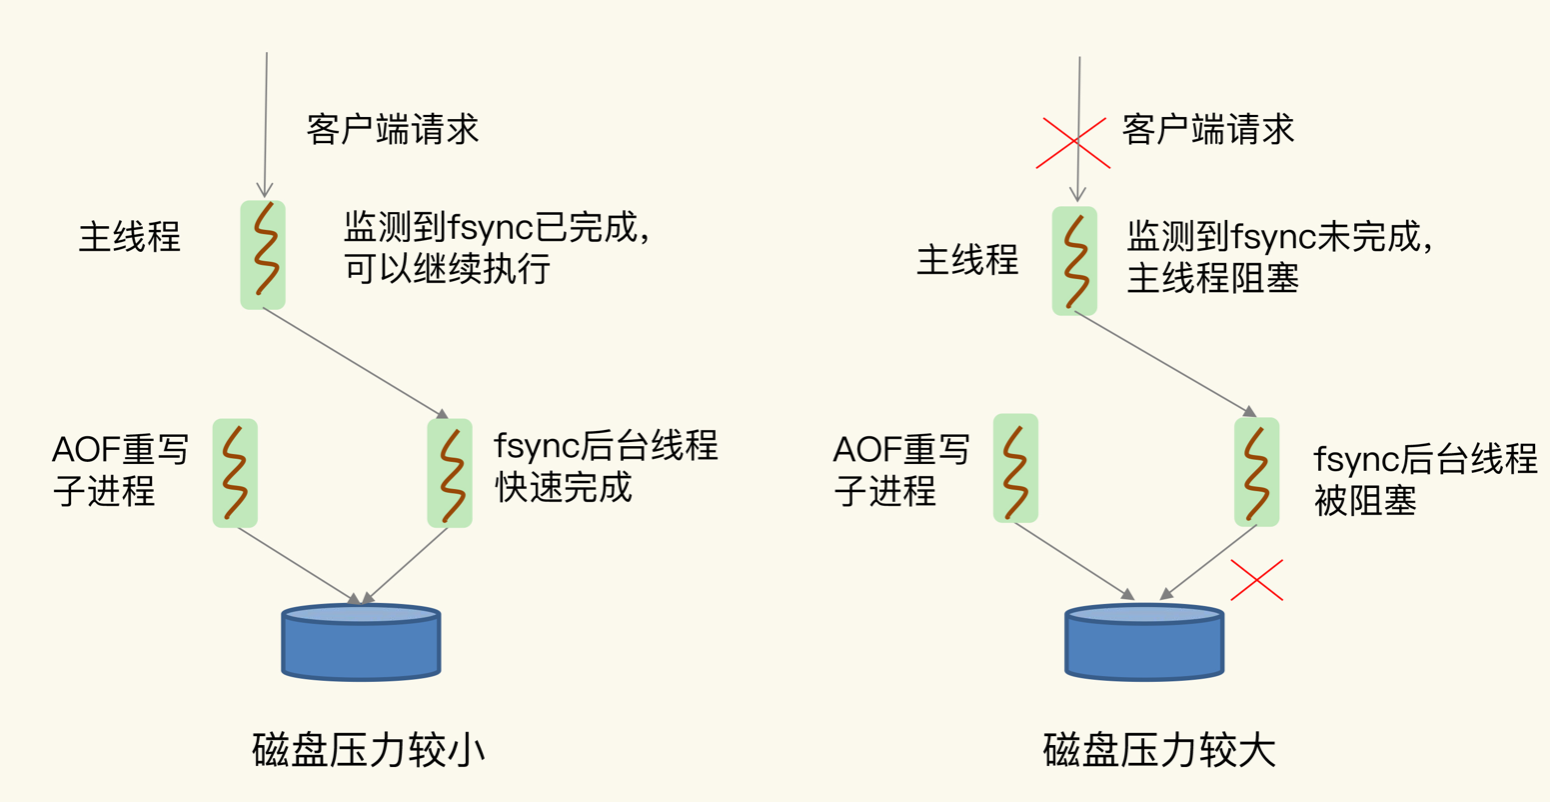 客户端请求
主线程
监测到fsync已完成，
可以继续执行
AOF重写
子进程
fsync后台线程
快速完成
磁盘压力较小
客户端请求
主线程
监测到fsync未完成，
主线程阻塞
AOF重写
子进程
fsync后台线程
被阻塞
磁盘压力较大